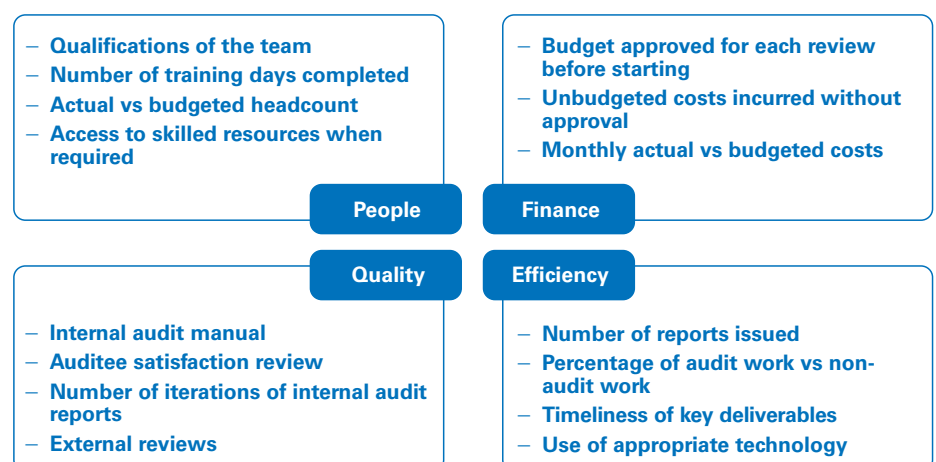 – Qualifications of the team
– Number of training days completed
– Actual vs budgeted headcount
– Access to skilled resources when
required
People
– Budget approved for each review
before starting
– Unbudgeted costs incurred without
approval
– Monthly actual vs budgeted costs
Finance
Quality
– Internal audit manual
– Auditee satisfaction review
– Number of iterations of internal audit
reports
– External reviews
Efficiency
– Number of reports issued
– Percentage of audit work vs non-
audit work
– Timeliness of key deliverables
– Use of appropriate technology